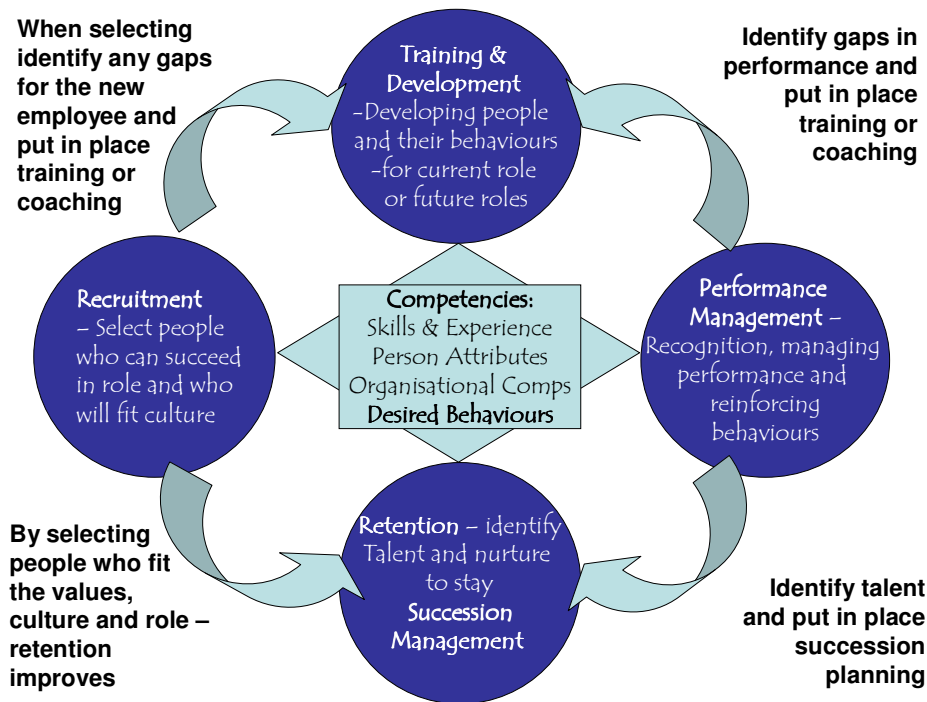 When selecting
identify any gaps
for the new
employee and
put in place
training or
coaching
Training &
Development
-Developing people
and their behaviours
-for current role
or future roles
Identify gaps in
performance and
put in place
training or
coaching
Recruitment
– Select people
who can succeed
in role and who
will fit culture
Competencies:
Skills & Experience
Person Attributes
Organisational Comps
Desired Behaviours
Performance
Management –
Recognition, managing
performance and
reinforcing
behaviours
By selecting
people who fit
the values,
culture and role –
retention
improves
Retention – identify
Talent and nurture
to stay
Succession
Management
Identify talent
and put in place
succession
planning